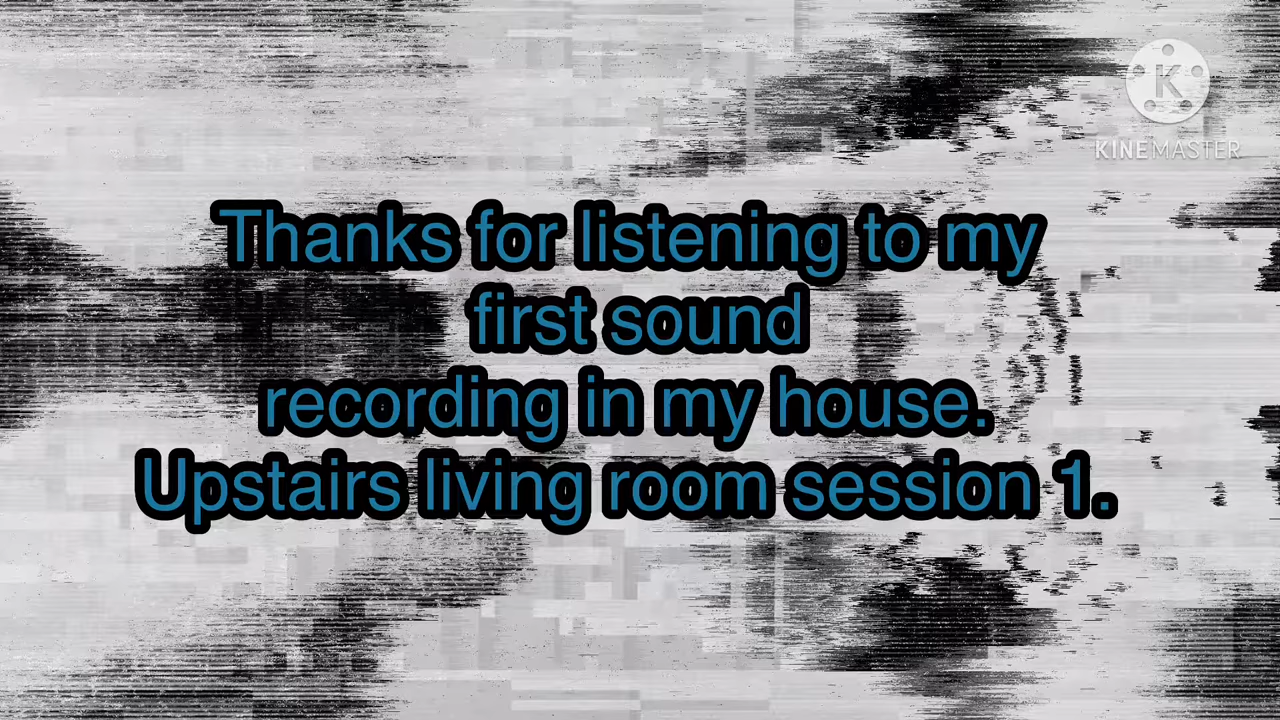 KINEMASTER
Thanks for listening to my
first sound
recording in my house.
Upstairs living room session 1.